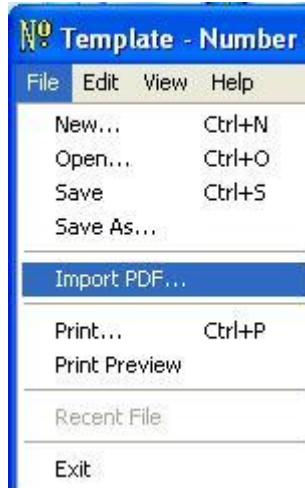 Nº Template - Number
File Edit View Help
New... Ctrl+N
Open... Ctrl+O
Save Ctrl+S
Save As...
Import PDF...
Print... Ctrl+P
Print Preview
Recent File
Exit